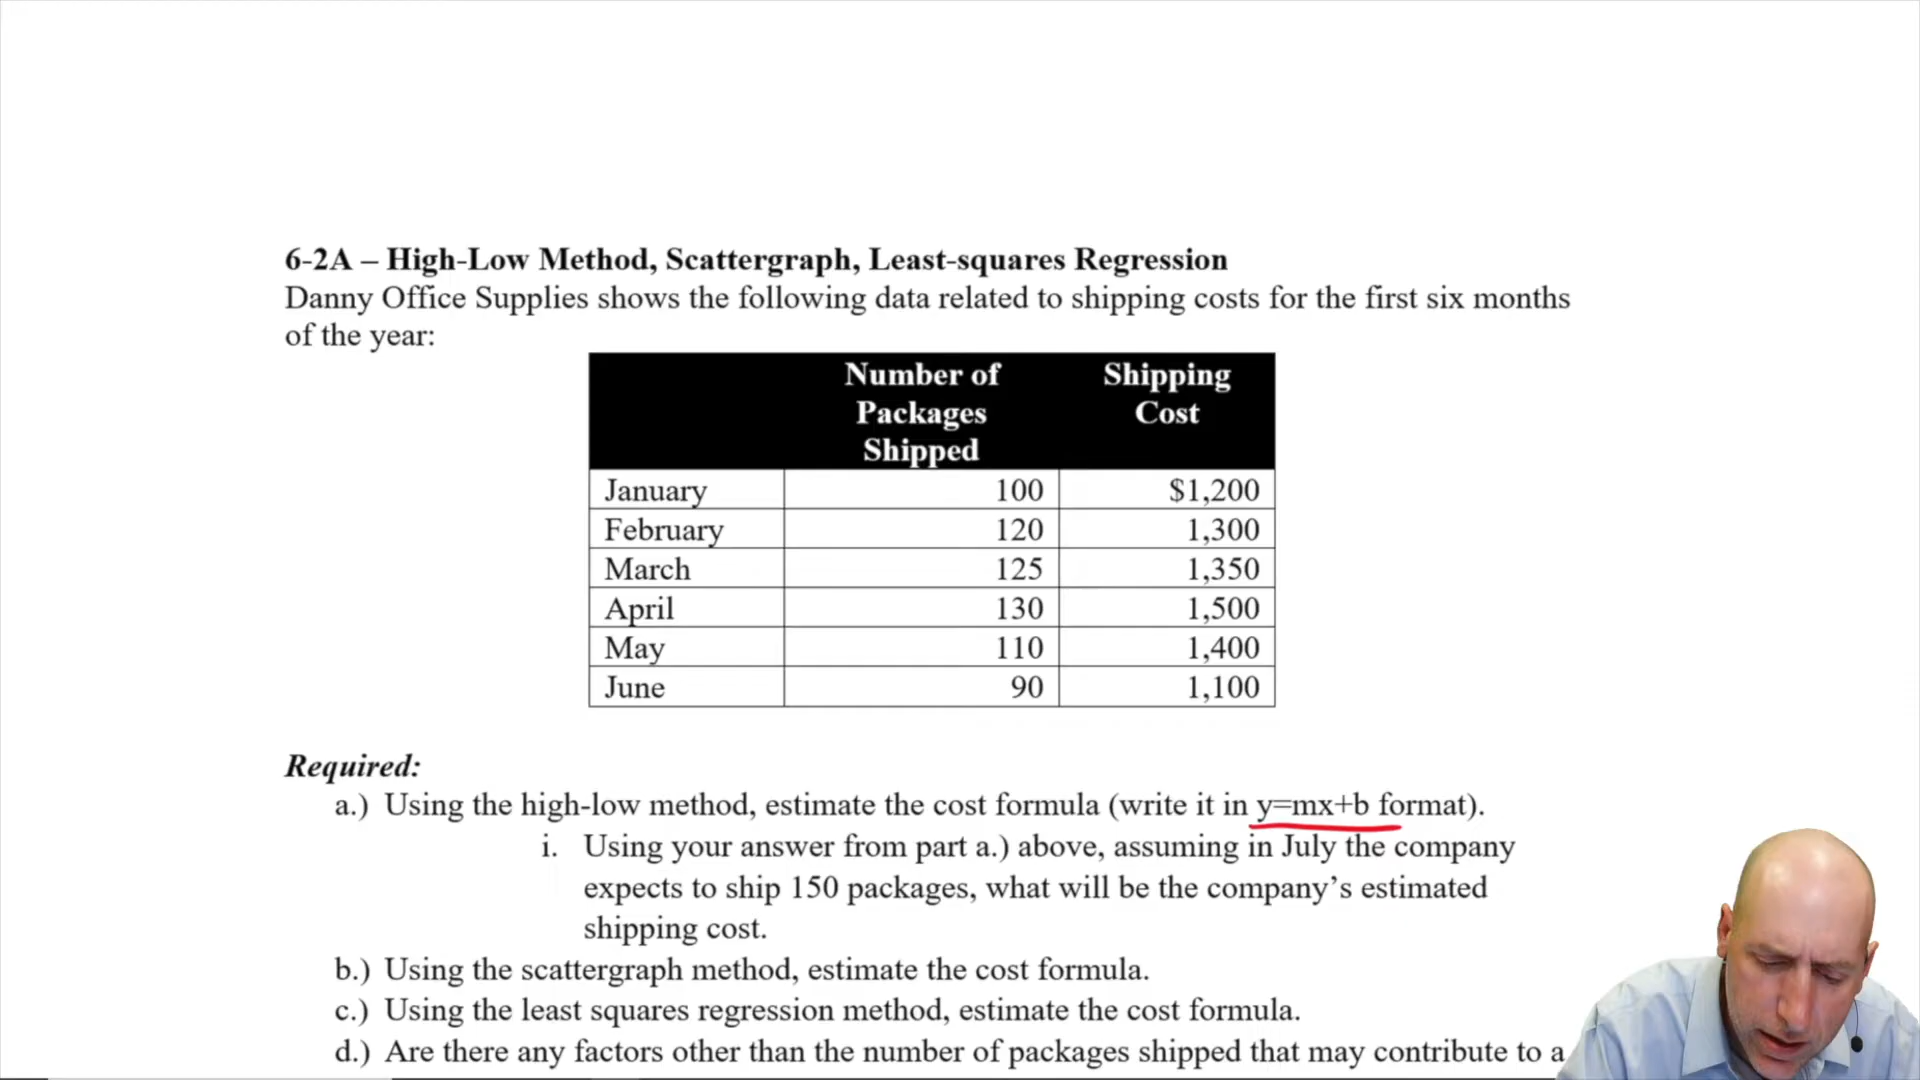 6-2A – High-Low Method, Scattergraph, Least-squares Regression
Danny Office Supplies shows the following data related to shipping costs for the first six months
of the year:
Number of Packages Shipped Shipping Cost
January 100 $1,200
February 120 1,300
March 125 1,350
April 130 1,500
May 110 1,400
June 90 1,100
Required:
a.) Using the high-low method, estimate the cost formula (write it in y=mx+b format).
i. Using your answer from part a.) above, assuming in July the company
expects to ship 150 packages, what will be the company’s estimated
shipping cost.
b.) Using the scattergraph method, estimate the cost formula.
c.) Using the least squares regression method, estimate the cost formula.
d.) Are there any factors other than the number of packages shipped that may contribute to a